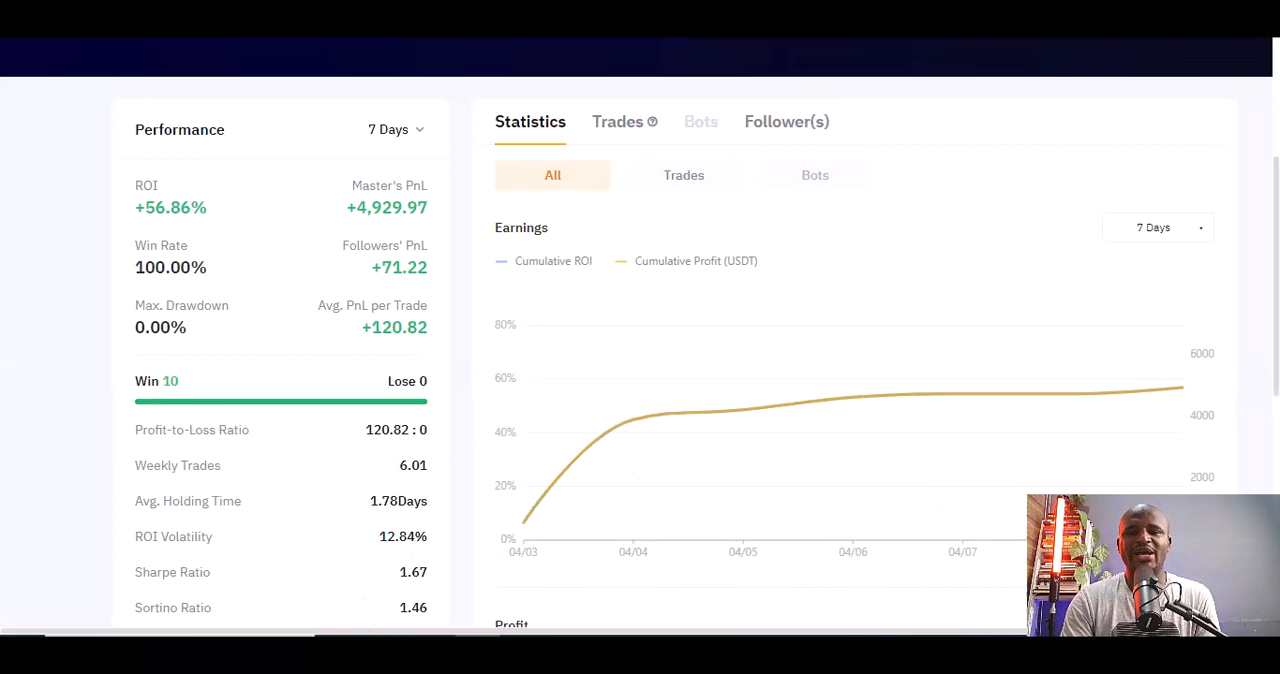 Performance
7 Days
ROI
Master's PnL
+56.86%
+4,929.97
Win Rate
Followers' PnL
100.00%
+71.22
Max. Drawdown
Avg. PnL per Trade
0.00%
+120.82
Win 10
Lose 0
Profit-to-Loss Ratio
120.82 : 0
Weekly Trades
6.01
Avg. Holding Time
1.78Days
ROI Volatility
12.84%
Sharpe Ratio
1.67
Sortino Ratio
1.46
Statistics
Trades
Bots
Follower(s)
All
Trades
Bots
Earnings
7 Days
Cumulative ROI
Cumulative Profit (USDT)
80%
60%
40%
20%
0%
6000
4000
2000
04/03
04/04
04/05
04/06
04/07
Profit